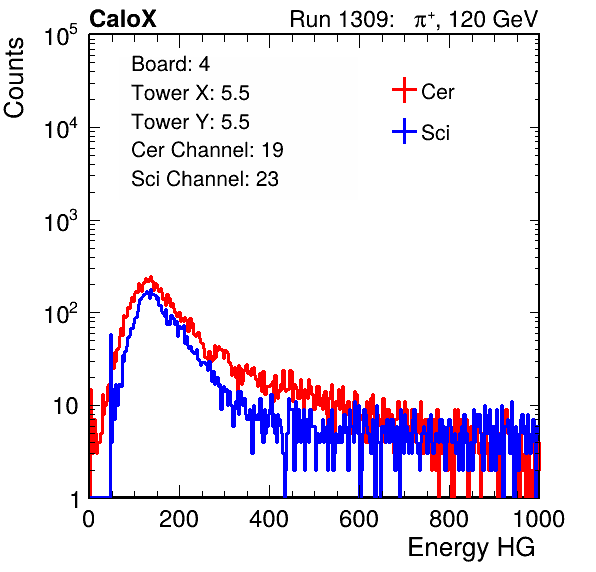 CaloX Run 1309: π⁺, 120 GeV
Counts
10⁵
10⁴
10³
10²
10
1
Board: 4
Tower X: 5.5
Tower Y: 5.5
Cer Channel: 19
Sci Channel: 23
Cer
Sci
0 200 400 600 800 1000
Energy HG